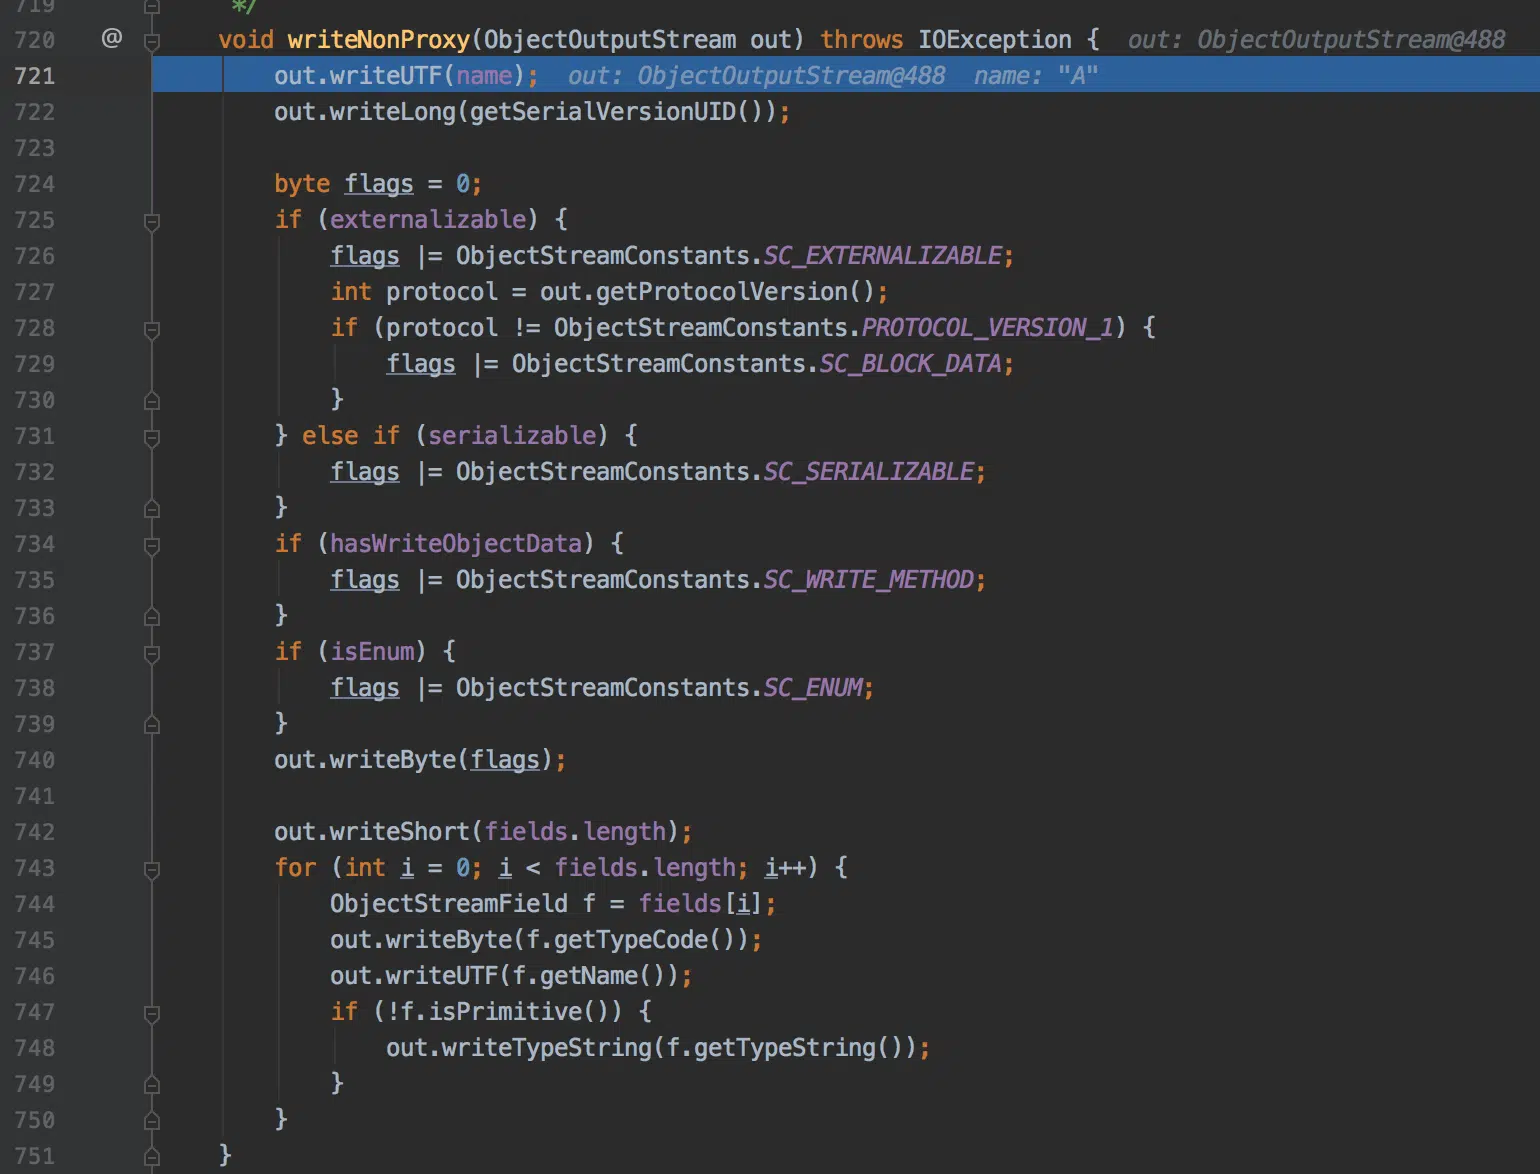 719 */
720 @ void writeNonProxy(ObjectOutputStream out) throws IOException { out: ObjectOutputStream@488
721 out.writeUTF(name); out: ObjectOutputStream@488 name: "A"
722 out.writeLong(getSerialVersionUID());
723
724 byte flags = 0;
725 if (externalizable) {
726 flags |= ObjectStreamConstants.SC_EXTERNALIZABLE;
727 int protocol = out.getProtocolVersion();
728 if (protocol != ObjectStreamConstants.PROTOCOL_VERSION_1) {
729 flags |= ObjectStreamConstants.SC_BLOCK_DATA;
730 }
731 } else if (serializable) {
732 flags |= ObjectStreamConstants.SC_SERIALIZABLE;
733 }
734 if (hasWriteObjectData) {
735 flags |= ObjectStreamConstants.SC_WRITE_METHOD;
736 }
737 if (isEnum) {
738 flags |= ObjectStreamConstants.SC_ENUM;
739 }
740 out.writeByte(flags);
741
742 out.writeShort(fields.length);
743 for (int i = 0; i < fields.length; i++) {
744 ObjectStreamField f = fields[i];
745 out.writeByte(f.getTypeCode());
746 out.writeUTF(f.getName());
747 if (!f.isPrimitive()) {
748 out.writeTypeString(f.getTypeString());
749 }
750 }
751 }